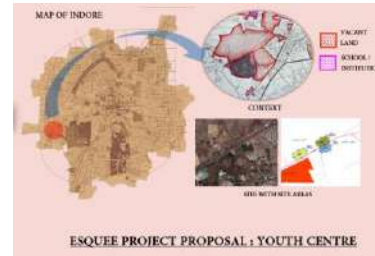 MAP OF INDORE
VACANT
LAND
SCHOOL /
INSTITUTE
CONTEXT
SITE WITH SITE AREAS
ESQUEE PROJECT PROPOSAL : YOUTH CENTRE